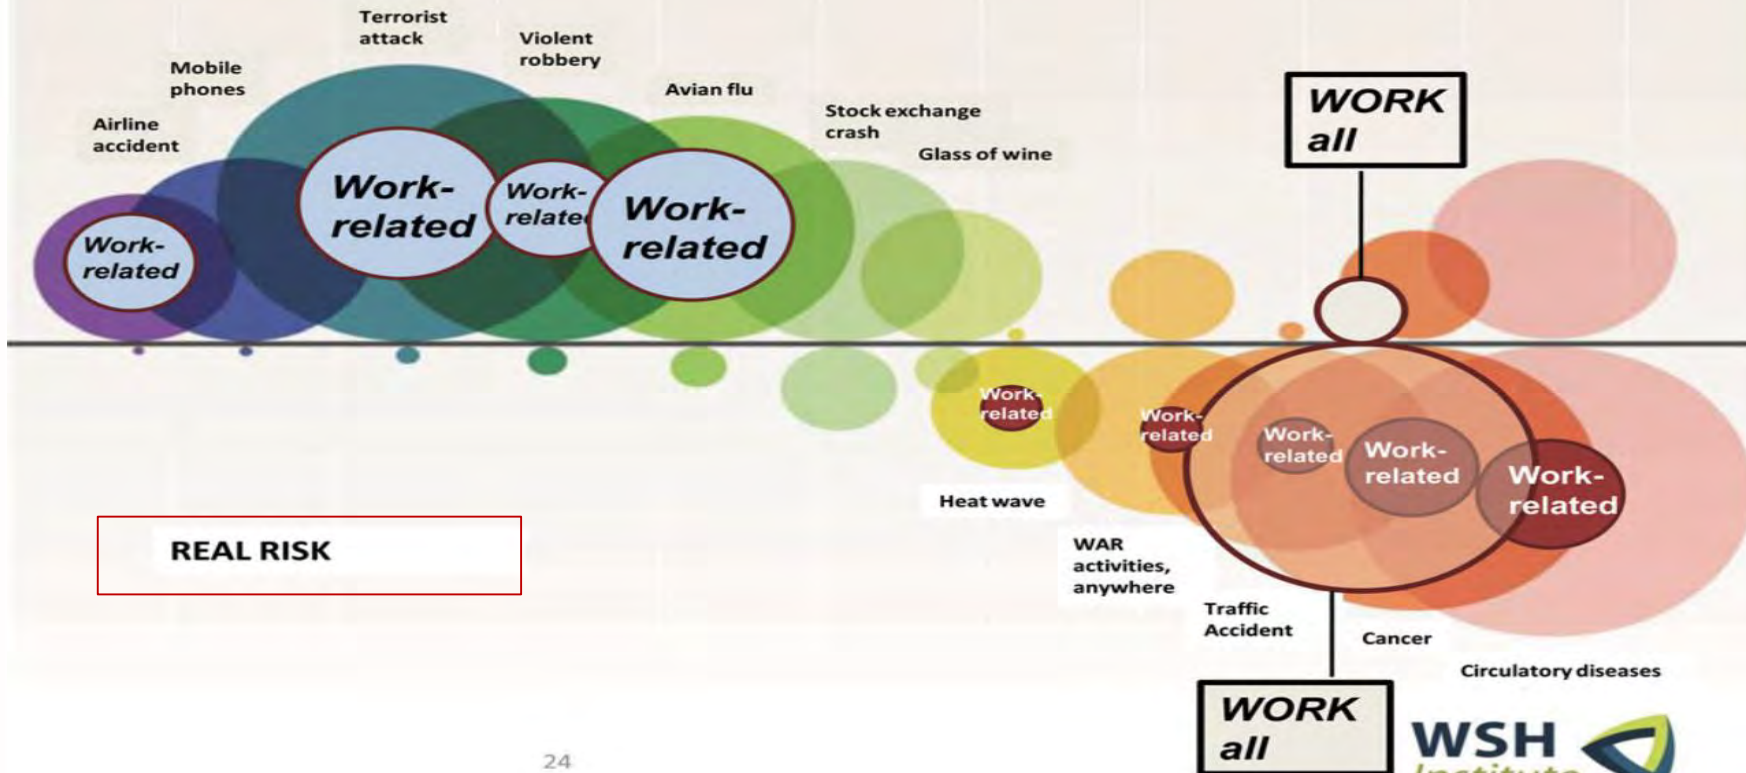 Terrorist
attack
Violent
robbery
Mobile
phones
Avian flu
Airline
accident
Stock exchange
crash
Glass of wine
WORK
all
Work-
related
Work-
related
Work-
related
Work-
related
Work-
related
Work-
related
Work-
related
Work-
related
Work-
related
Heat wave
REAL RISK
WAR
activities,
anywhere
Traffic
Accident
Cancer
Circulatory diseases
WORK
all
WSH
Institute
24